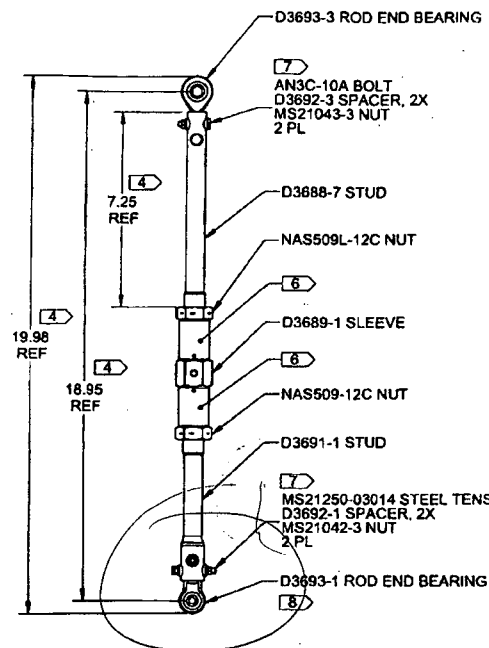 D3693-3 ROD END BEARING
7
AN3C-10A BOLT
D3692-3 SPACER, 2X
MS21043-3 NUT
2 PL
4
7.25
REF
D3688-7 STUD
NAS509L-12C NUT
6
D3689-1 SLEEVE
4
19.98
REF
4
18.95
REF
6
NAS509-12C NUT
D3691-1 STUD
7
MS21250-03014 STEEL TENS
D3692-1 SPACER, 2X
MS21042-3 NUT
2 PL
D3693-1 ROD END BEARING
8